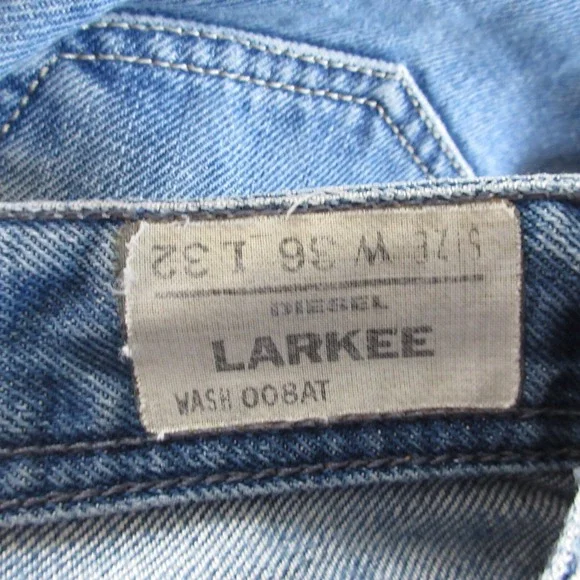 SIZE W 36 L 32
DIESEL
LARKEE
WASH 008AT